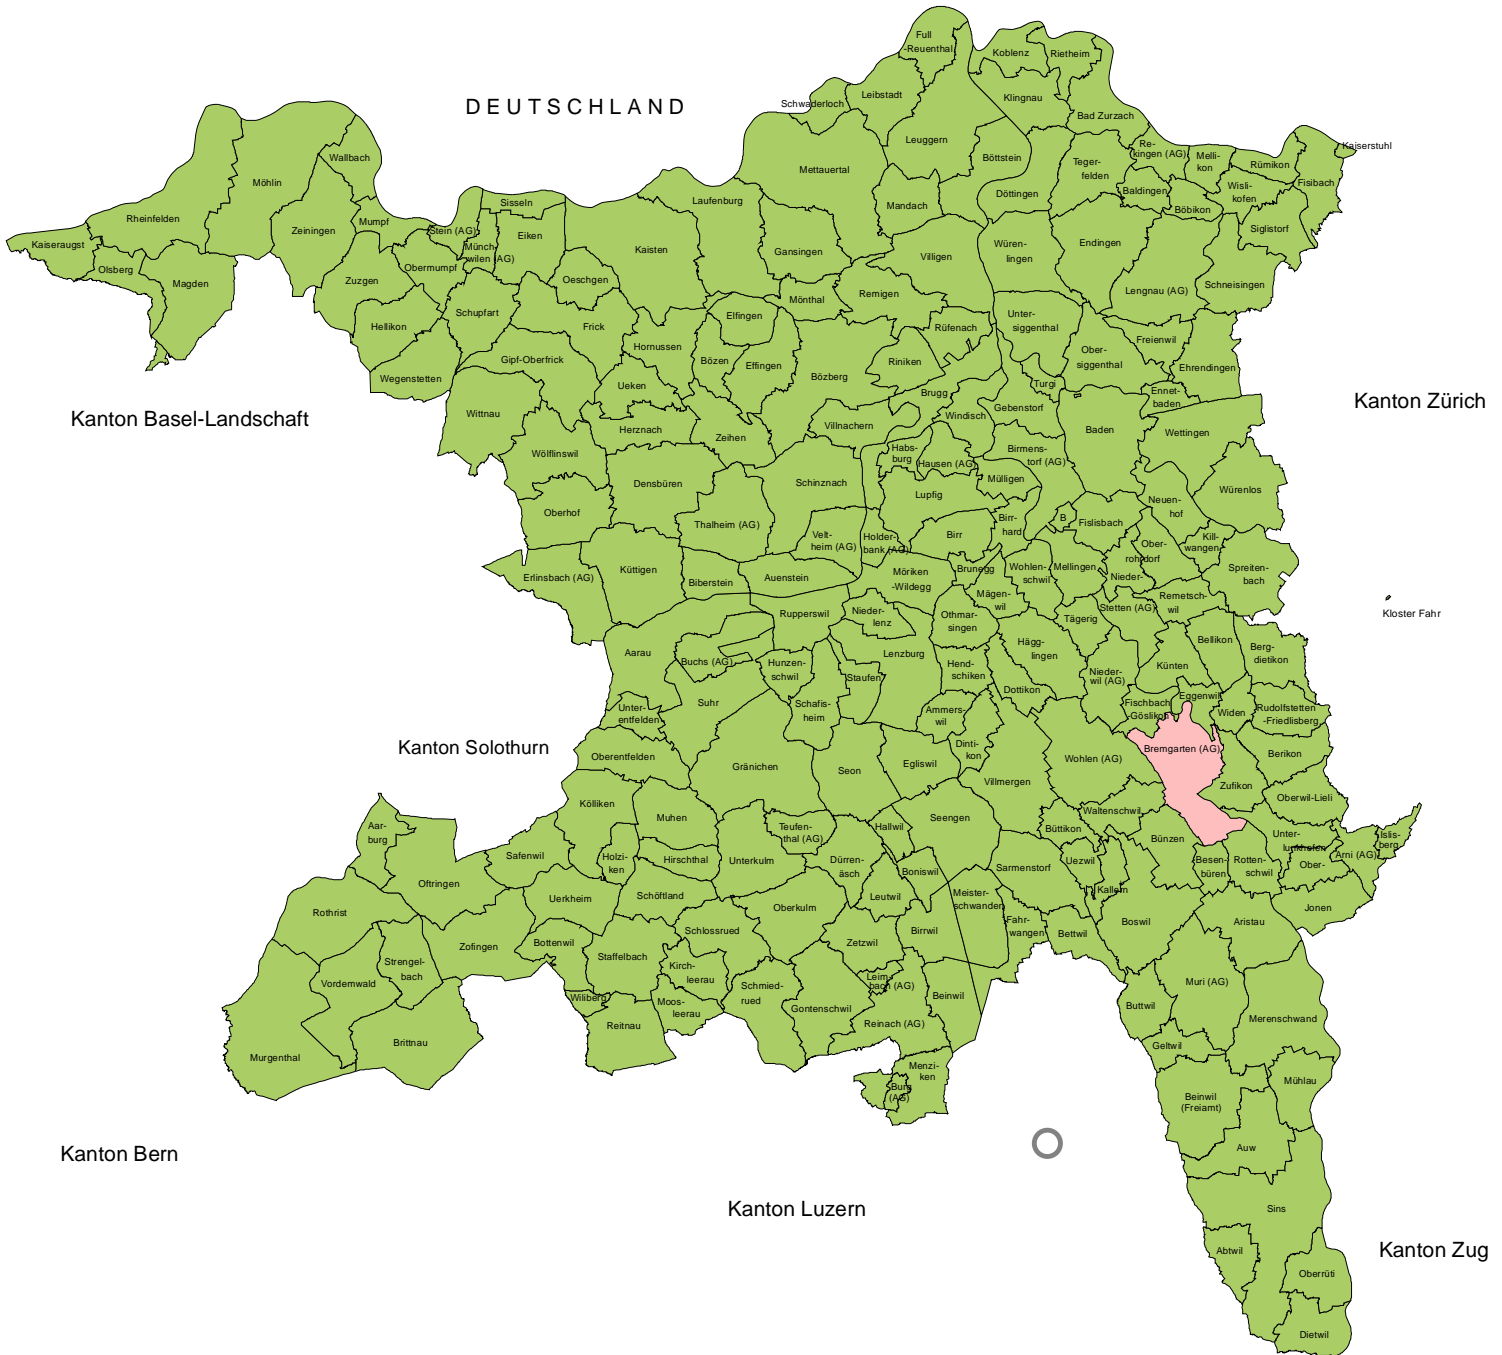 Full
-Reuenthal
Koblenz
Rietheim
DEUTSCHLAND
Schwaderloch
Leibstadt
Klingnau
Bad Zurzach
Leuggern
Wallbach
Möhlin
Mettauertal
Böttstein
Teger-
felden
Re-
kingen (AG)
Melli-
kon
Rümikon
Kaiserstuhl
Fisibach
Baldingen
Wisli-
kofen
Böbikon
Döttingen
Mandach
Laufenburg
Sisseln
Rheinfelden
Mumpf
Zeiningen
Stein (AG)
Eiken
Münch-
wilen (AG)
Kaisten
Gansingen
Villigen
Würen-
lingen
Endingen
Siglistorf
Kaiseraugst
Olsberg
Magden
Zuzgen
Obermumpf
Oeschgen
Mönthal
Remigen
Lengnau (AG)
Schneisingen
Schupfart
Hellikon
Frick
Elfingen
Rüfenach
Unter-
siggenthal
Freienwil
Hornussen
Gipf-Oberfrick
Bözen
Effingen
Bözberg
Riniken
Ober-
siggenthal
Ehrendingen
Wegenstetten
Ueken
Turgi
Ennet-
baden
Brugg
Wittnau
Kanton Basel-Landschaft
Kanton Zürich
Herznach
Zeihen
Villnachern
Windisch
Gebenstorf
Baden
Wettingen
Wölflinswil
Habs-
burg
Hausen (AG)
Birmens-
torf (AG)
Densbüren
Schinznach
Lupfig
Mülligen
Würenlos
Oberhof
Thalheim (AG)
Neuen-
hof
Velt-
heim (AG)
Holder-
bank (AG)
Birr
Birr-
hard
B
Fislisbach
Kill-
wangen
Ober-
rohrdorf
Nieder-
Erlinsbach (AG)
Küttigen
Biberstein
Auenstein
Möriken
-Wildegg
Brunegg
Wohlen-
schwil
Mellingen
Spreiten-
bach
Kloster Fahr
Rupperswil
Nieder-
lenz
Othmar-
singen
Mägen-
wil
Tägerig
Stetten (AG)
Remetsch-
wil
Aarau
Buchs (AG)
Hunzen-
schwil
Staufen
Lenzburg
Hend-
schiken
Hägg-
lingen
Nieder-
wil (AG)
Künten
Bellikon
Berg-
dietikon
Dottikon
Unter-
entfelden
Suhr
Schafis-
heim
Ammers-
wil
Fischbach
-Göslikon
Eggenwil
Widen
Rudolfstetten
-Friedlisberg
Kanton Solothurn
Oberentfelden
Gränichen
Seon
Egliswil
Dinti-
kon
Villmergen
Wohlen (AG)
Bremgarten (AG)
Berikon
Zufikon
Oberwil-Lieli
Kölliken
Muhen
Teufen-
thal (AG)
Hallwil
Seengen
Büttikon
Waltenschwil
Bünzen
Unter-
lunkhofen
Ober-
Arni (AG)
Islis-
berg
Aar-
burg
Safenwil
Holzi-
ken
Hirschthal
Unterkulm
Dürren-
äsch
Boniswil
Sarmenstorf
Uezwil
Kallern
Besen-
büren
Rotten-
schwil
Jonen
Oftringen
Rothrist
Uerkheim
Schöftland
Oberkulm
Leutwil
Meister-
schwanden
Fahr-
wangen
Bettwil
Boswil
Aristau
Zofingen
Bottenwil
Staffelbach
Schlossrued
Zetzwil
Birrwil
Strengel-
bach
Vordemwald
Kirch-
leerau
Schmied-
rued
Leim-
bach (AG)
Beinwil
Muri (AG)
Buttwil
Wiliberg
Moos-
leerau
Gontenschwil
Reinach (AG)
Reitnau
Merenschwand
Brittnau
Murgenthal
Geltwil
Menzi-
ken
Burg
(AG)
Mühlau
Beinwil
(Freiamt)
Auw
Kanton Bern
Kanton Luzern
Sins
Abtwil
Kanton Zug
Oberrüti
Dietwil